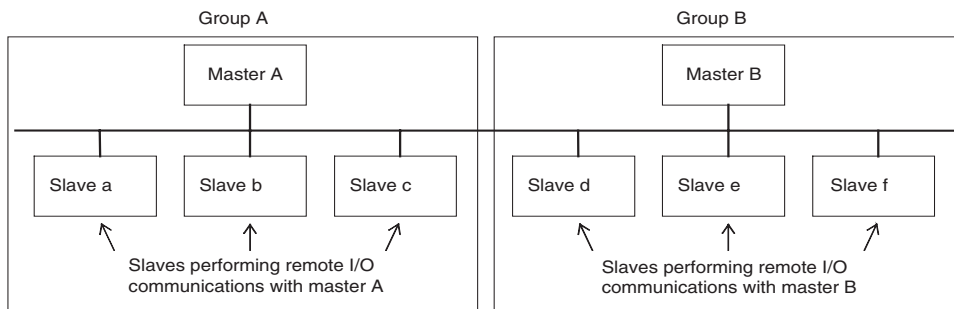 Group A
Group B
Master A
Master B
Slave a
Slave b
Slave c
Slave d
Slave e
Slave f
Slaves performing remote I/O
communications with master A
Slaves performing remote I/O
communications with master B